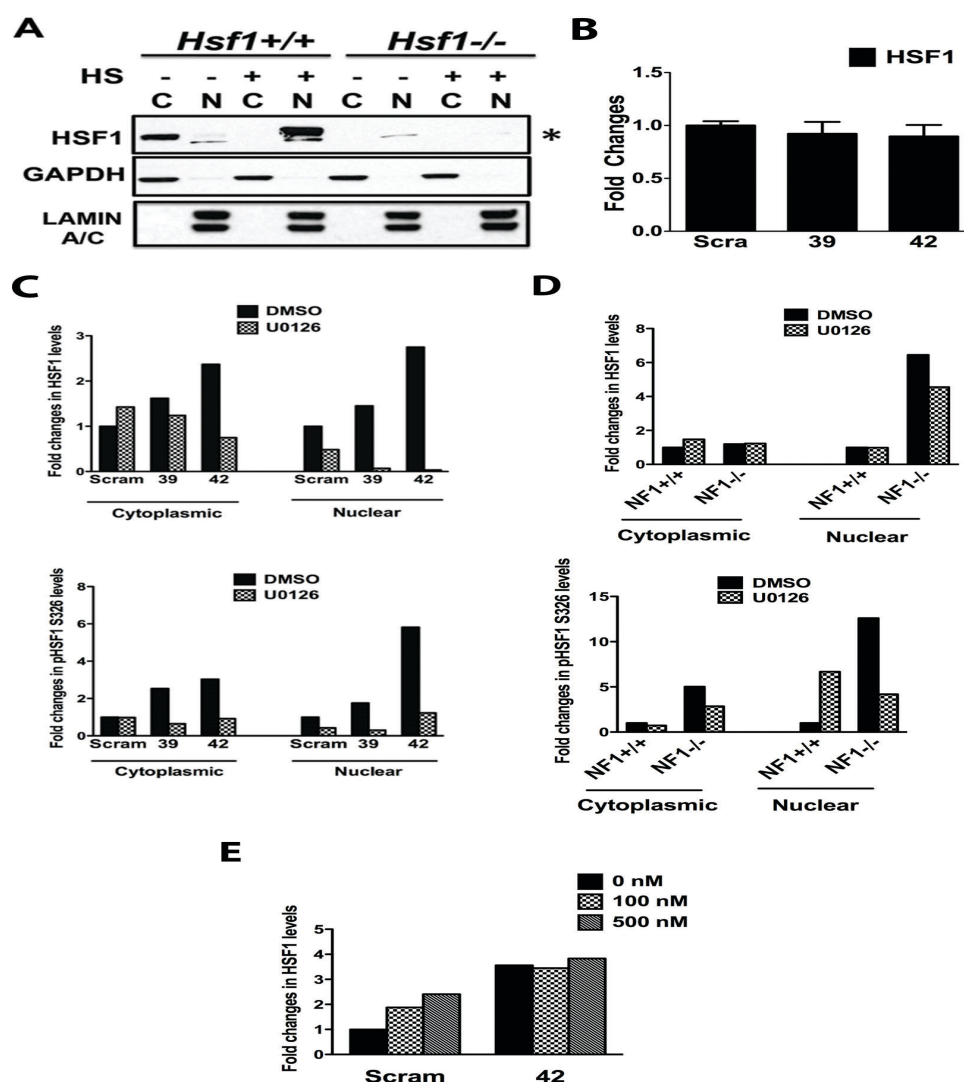 A
Hsf1+/+ Hsf1-/-
HS - - + + - - + +
C N C N C N C N
HSF1 *
GAPDH
LAMIN
A/C
B
HSF1
Fold Changes
1.5
1.0
0.5
0.0
Scra 39 42
C
DMSO
U0126
Fold changes in HSF1 levels
3
2
1
0
Scram 39 42 Scram 39 42
Cytoplasmic Nuclear
DMSO
U0126
Fold changes in pHSF1 S326 levels
8
6
4
2
0
Scram 39 42 Scram 39 42
Cytoplasmic Nuclear
D
DMSO
U0126
Fold changes in HSF1 levels
8
6
4
2
0
NF1+/+ NF1-/- NF1+/+ NF1-/-
Cytoplasmic Nuclear
DMSO
U0126
Fold changes in pHSF1 S326 levels
15
10
5
0
NF1+/+ NF1-/- NF1+/+ NF1-/-
Cytoplasmic Nuclear
E
0 nM
100 nM
500 nM
Fold changes in HSF1 levels
5
4
3
2
1
0
Scram 42